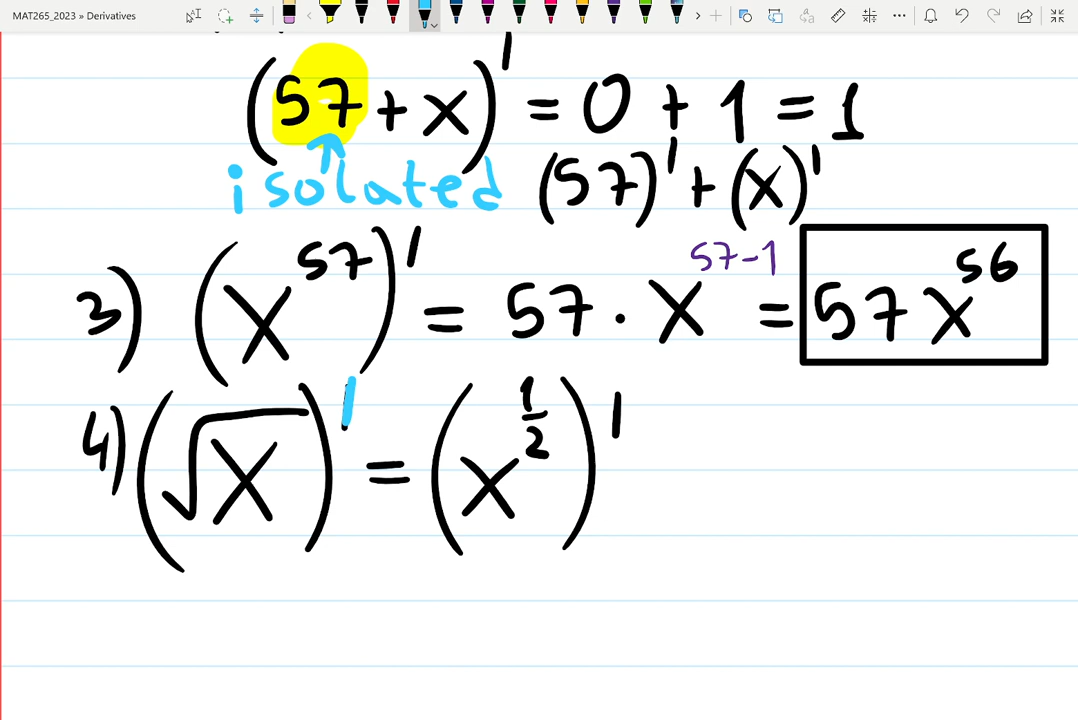 MAT265_2023 » Derivatives
(57 + x)' = 0 + 1 = 1
isolated (57)' + (x)'
3) (x^57)' = 57 · x^57-1 = 57x^56
4) (√x)' = (x^1/2)'